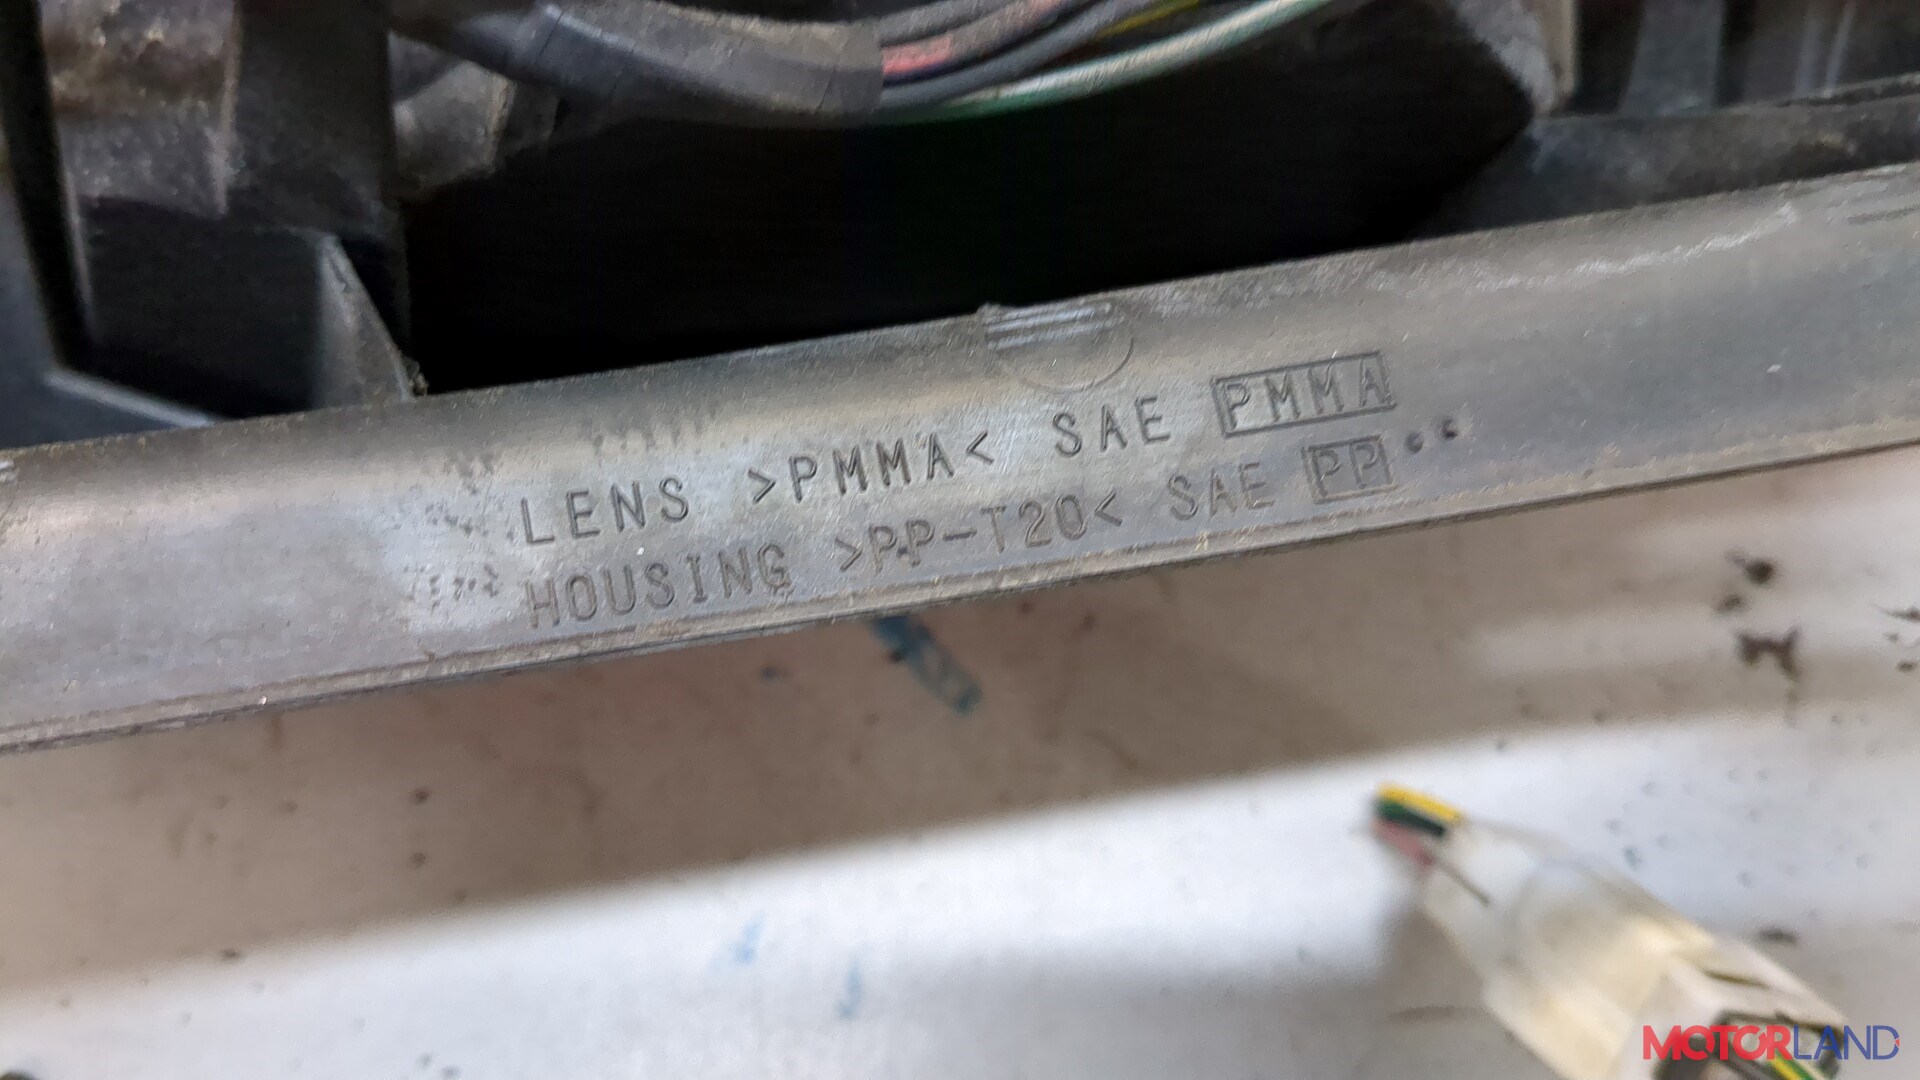 LENS >PMMA< SAE PMMA
HOUSING >PP-T20< SAE PP
MOTORLAND